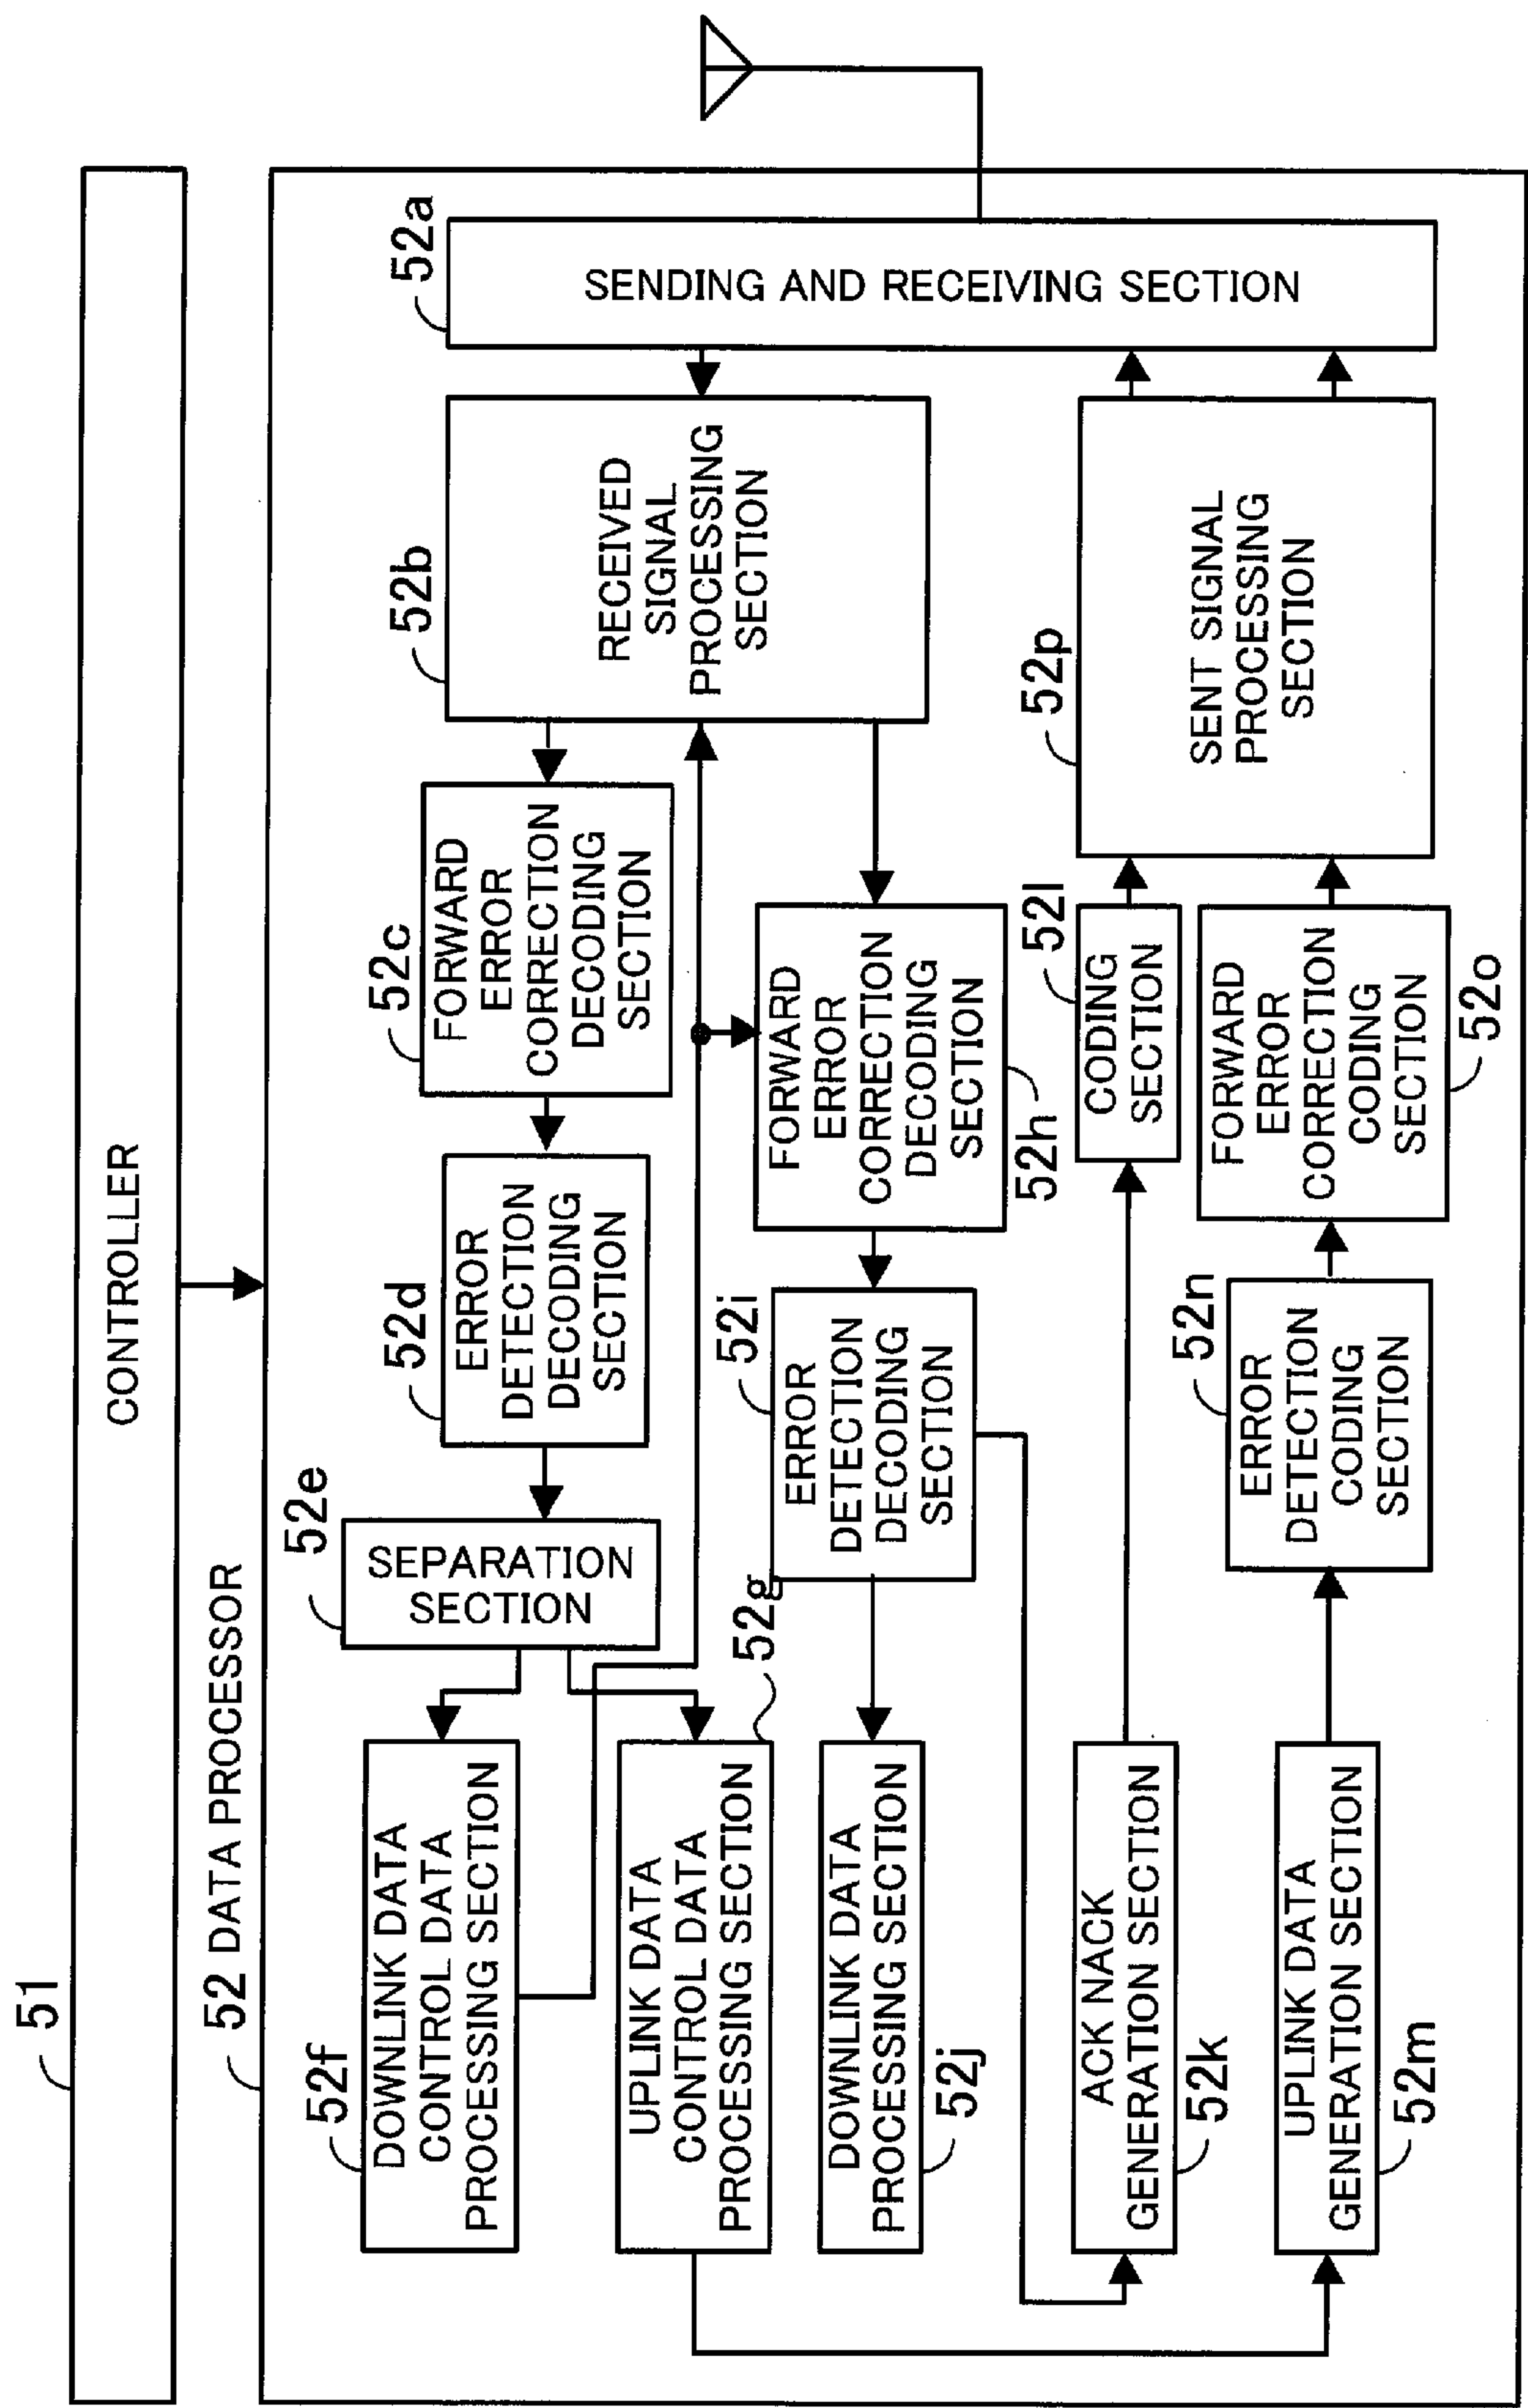 51
CONTROLLER
52 DATA PROCESSOR
52a
SENDING AND RECEIVING SECTION
52b
RECEIVED
SIGNAL
PROCESSING
SECTION
52c
FORWARD
ERROR
CORRECTION
DECODING
SECTION
52d
ERROR
DETECTION
DECODING
SECTION
52e
SEPARATION
SECTION
52f
DOWNLINK DATA
CONTROL DATA
PROCESSING SECTION
52g
UPLINK DATA
CONTROL DATA
PROCESSING SECTION
FORWARD
ERROR
CORRECTION
DECODING
SECTION
52h
52i
ERROR
DETECTION
DECODING
SECTION
DOWNLINK DATA
PROCESSING SECTION
52j
ACK NACK
GENERATION SECTION
52k
52l
CODING
SECTION
UPLINK DATA
GENERATION SECTION
52m
52n
ERROR
DETECTION
CODING
SECTION
FORWARD
ERROR
CORRECTION
CODING
SECTION
52o
52p
SENT SIGNAL
PROCESSING
SECTION